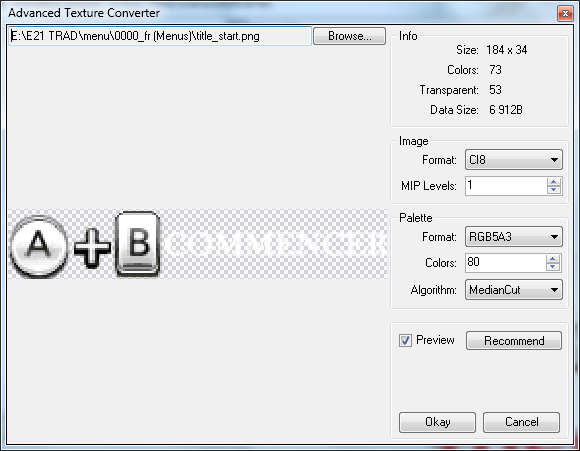 Advanced Texture Converter
E:\E21 TRAD\menu\0000_fr (Menus)\title_start.png
Browse...
A + B COMMENCER
Info
Size: 184 x 34
Colors: 73
Transparent: 53
Data Size: 6 912B
Image
Format: CI8
MIP Levels: 1
Palette
Format: RGB5A3
Colors: 80
Algorithm: MedianCut
Preview
Recommend
Okay
Cancel